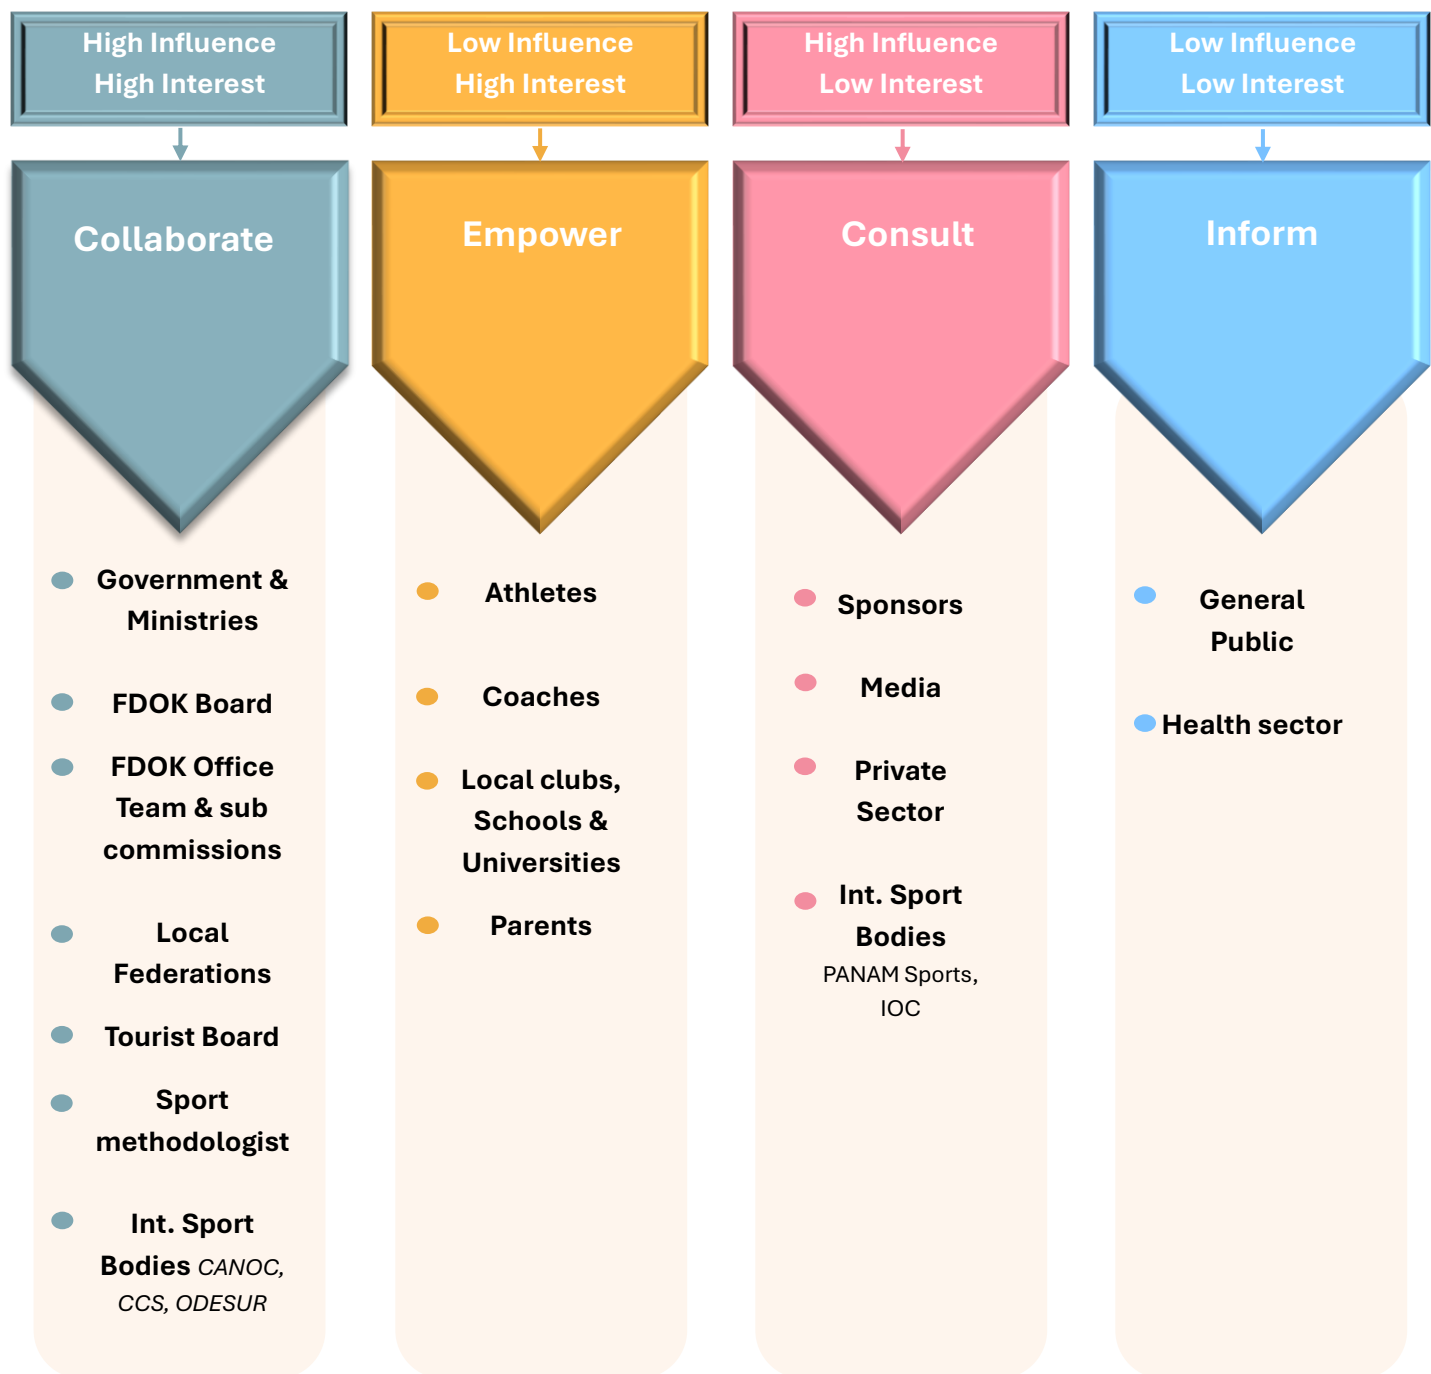 High Influence
High Interest
Low Influence
High Interest
High Influence
Low Interest
Low Influence
Low Interest
Collaborate
Empower
Consult
Inform
Government &
Ministries
FDOK Board
FDOK Office
Team & sub
commissions
Local
Federations
Tourist Board
Sport
methodologist
Int. Sport
Bodies CANOC,
CCS, ODESUR
Athletes
Coaches
Local clubs,
Schools &
Universities
Parents
Sponsors
Media
Private
Sector
Int. Sport
Bodies
PANAM Sports,
IOC
General
Public
Health sector